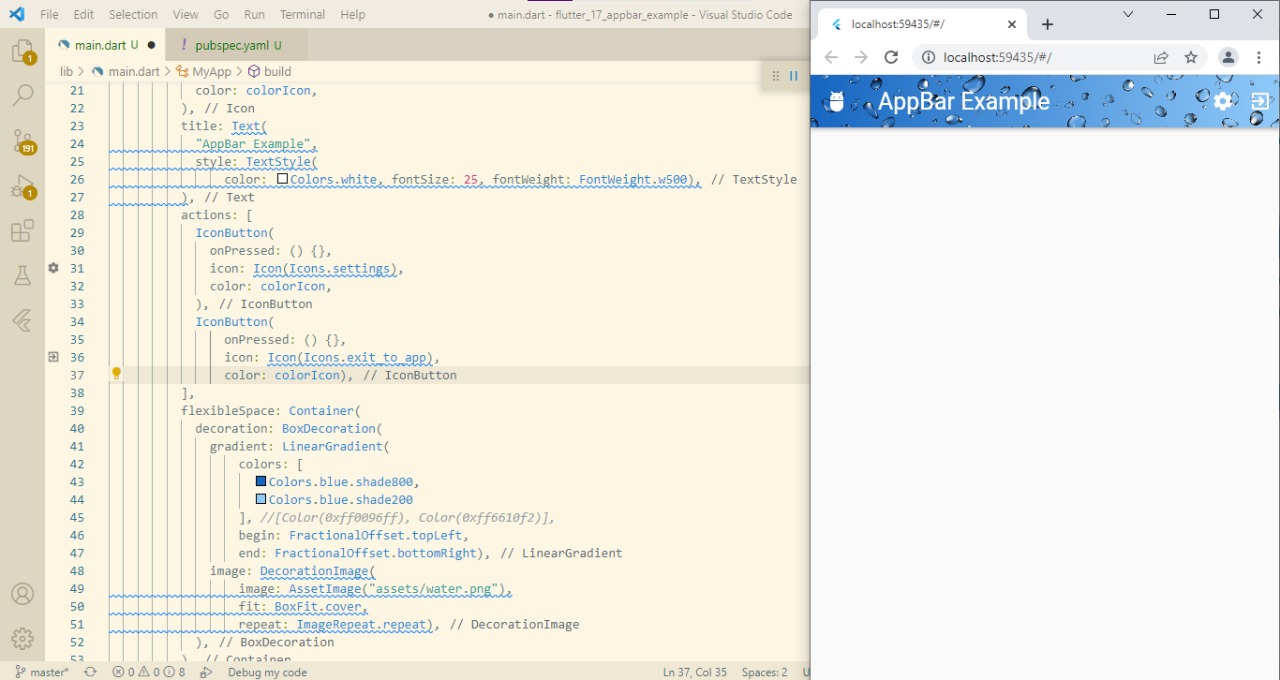 File Edit Selection View Go Run Terminal Help
● main.dart - flutter_17_appbar_example - Visual Studio Code
main.dart U ●
! pubspec.yaml U
lib > main.dart > MyApp > build
21 color: colorIcon,
22 ), // Icon
23 title: Text(
24 "AppBar Example",
25 style: TextStyle(
26 color: Colors.white, fontSize: 25, fontWeight: FontWeight.w500), // TextStyle
27 ), // Text
28 actions: [
29 IconButton(
30 onPressed: () {},
31 icon: Icon(Icons.settings),
32 color: colorIcon,
33 ), // IconButton
34 IconButton(
35 onPressed: () {},
36 icon: Icon(Icons.exit_to_app),
37 color: colorIcon), // IconButton
38 ],
39 flexibleSpace: Container(
40 decoration: BoxDecoration(
41 gradient: LinearGradient(
42 colors: [
43 Colors.blue.shade800,
44 Colors.blue.shade200
45 ], //[Color(0xff0096ff), Color(0xff6610f2)],
46 begin: FractionalOffset.topLeft,
47 end: FractionalOffset.bottomRight), // LinearGradient
48 image: DecorationImage(
49 image: AssetImage("assets/water.png"),
50 fit: BoxFit.cover,
51 repeat: ImageRepeat.repeat), // DecorationImage
52 ), // BoxDecoration
53 ), // Container
1
191
1
master* 0 0 8 Debug my code
Ln 37, Col 35 Spaces: 2 U
localhost:59435/#/
localhost:59435/#/
AppBar Example